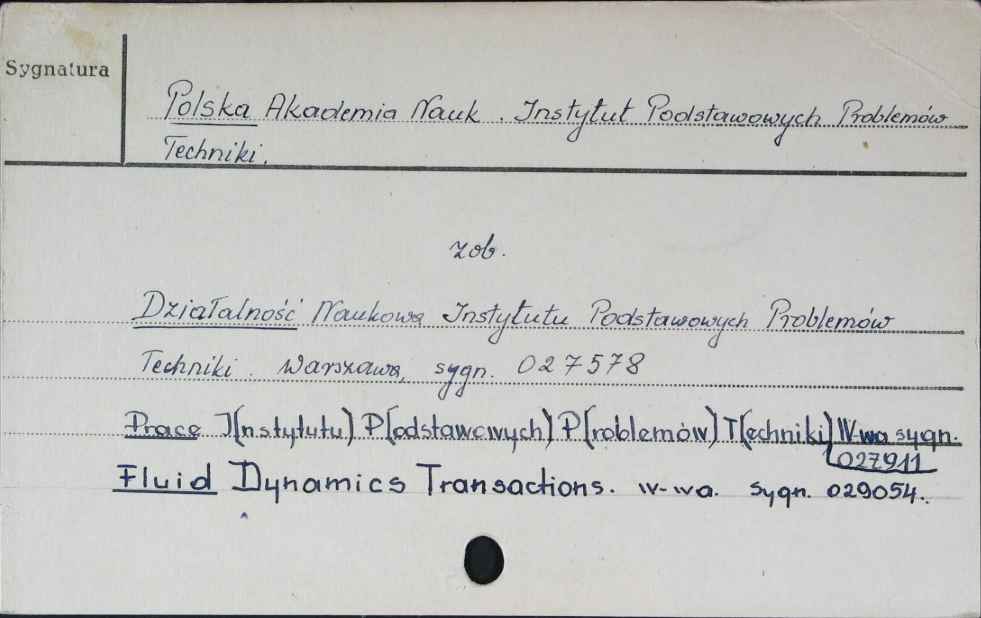 Sygnatura
Polska Akademia Nauk. Instytut Podstawowych Problemów
Techniki.
zob.
Działalność Naukowa Instytutu Podstawowych Problemów
Techniki. Warszawa, sygn. 027578
Prace I(nstytutu) P(odstawowych) P(roblemów) T(echniki) W-wa sygn.
027911
Fluid Dynamics Transactions. W-wa. sygn. 029054.